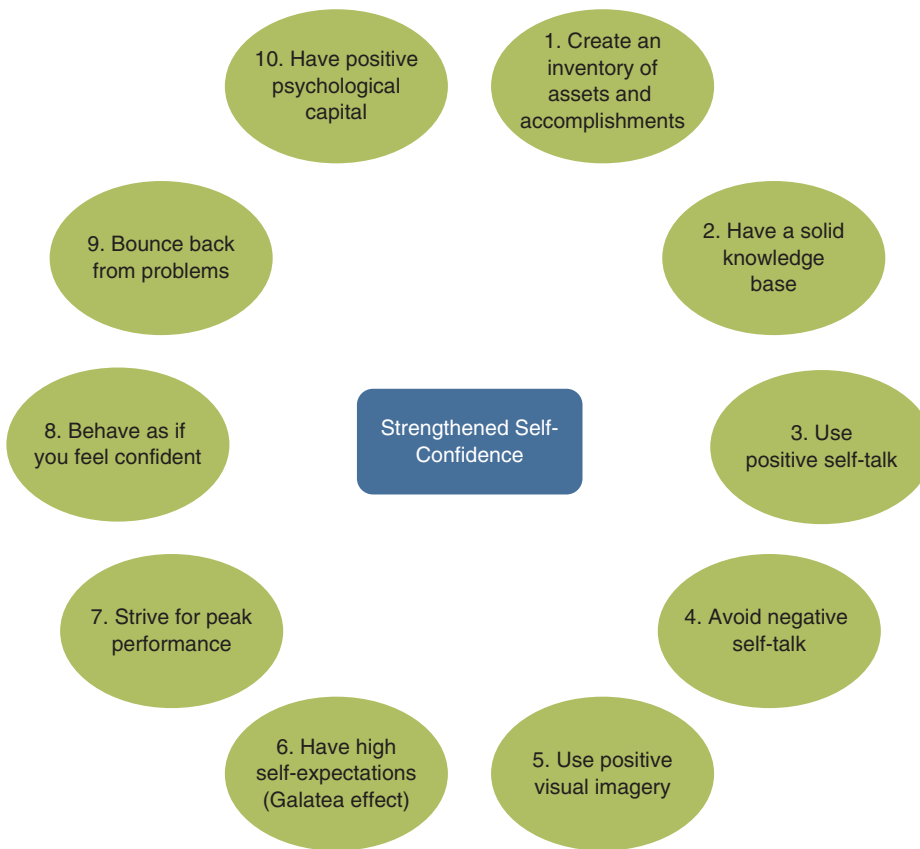 1. Create an
inventory of
assets and
accomplishments
2. Have a solid
knowledge
base
3. Use
positive self-talk
4. Avoid negative
self-talk
5. Use positive
visual imagery
6. Have high
self-expectations
(Galatea effect)
7. Strive for peak
performance
8. Behave as if
you feel confident
9. Bounce back
from problems
10. Have positive
psychological
capital
Strengthened Self-
Confidence